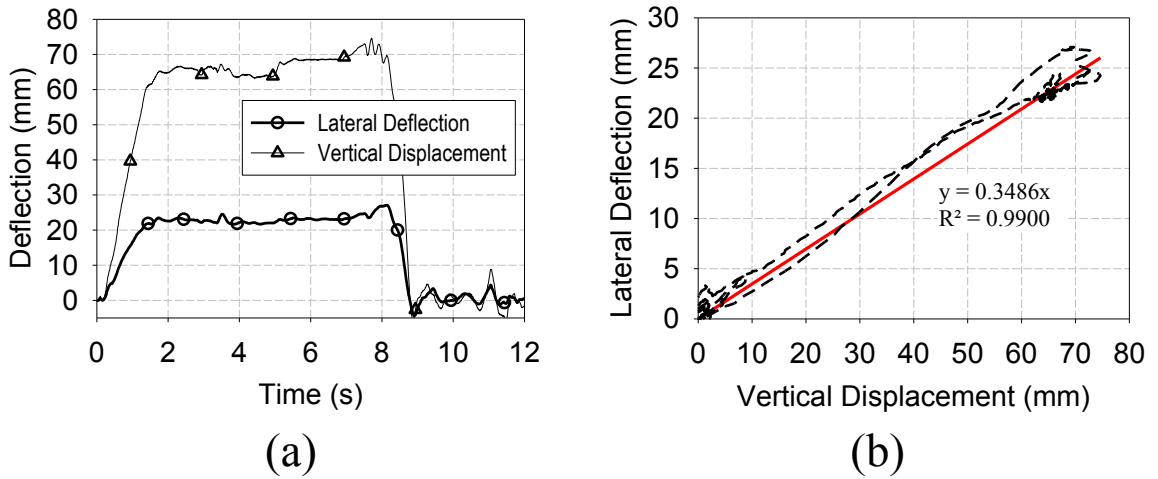 80
70
60
50
40
30
20
10
0
Deflection (mm)
Lateral Deflection
Vertical Displacement
0 2 4 6 8 10 12
Time (s)
(a)
30
25
20
15
10
5
0
Lateral Deflection (mm)
y = 0.3486x
R² = 0.9900
0 10 20 30 40 50 60 70 80
Vertical Displacement (mm)
(b)